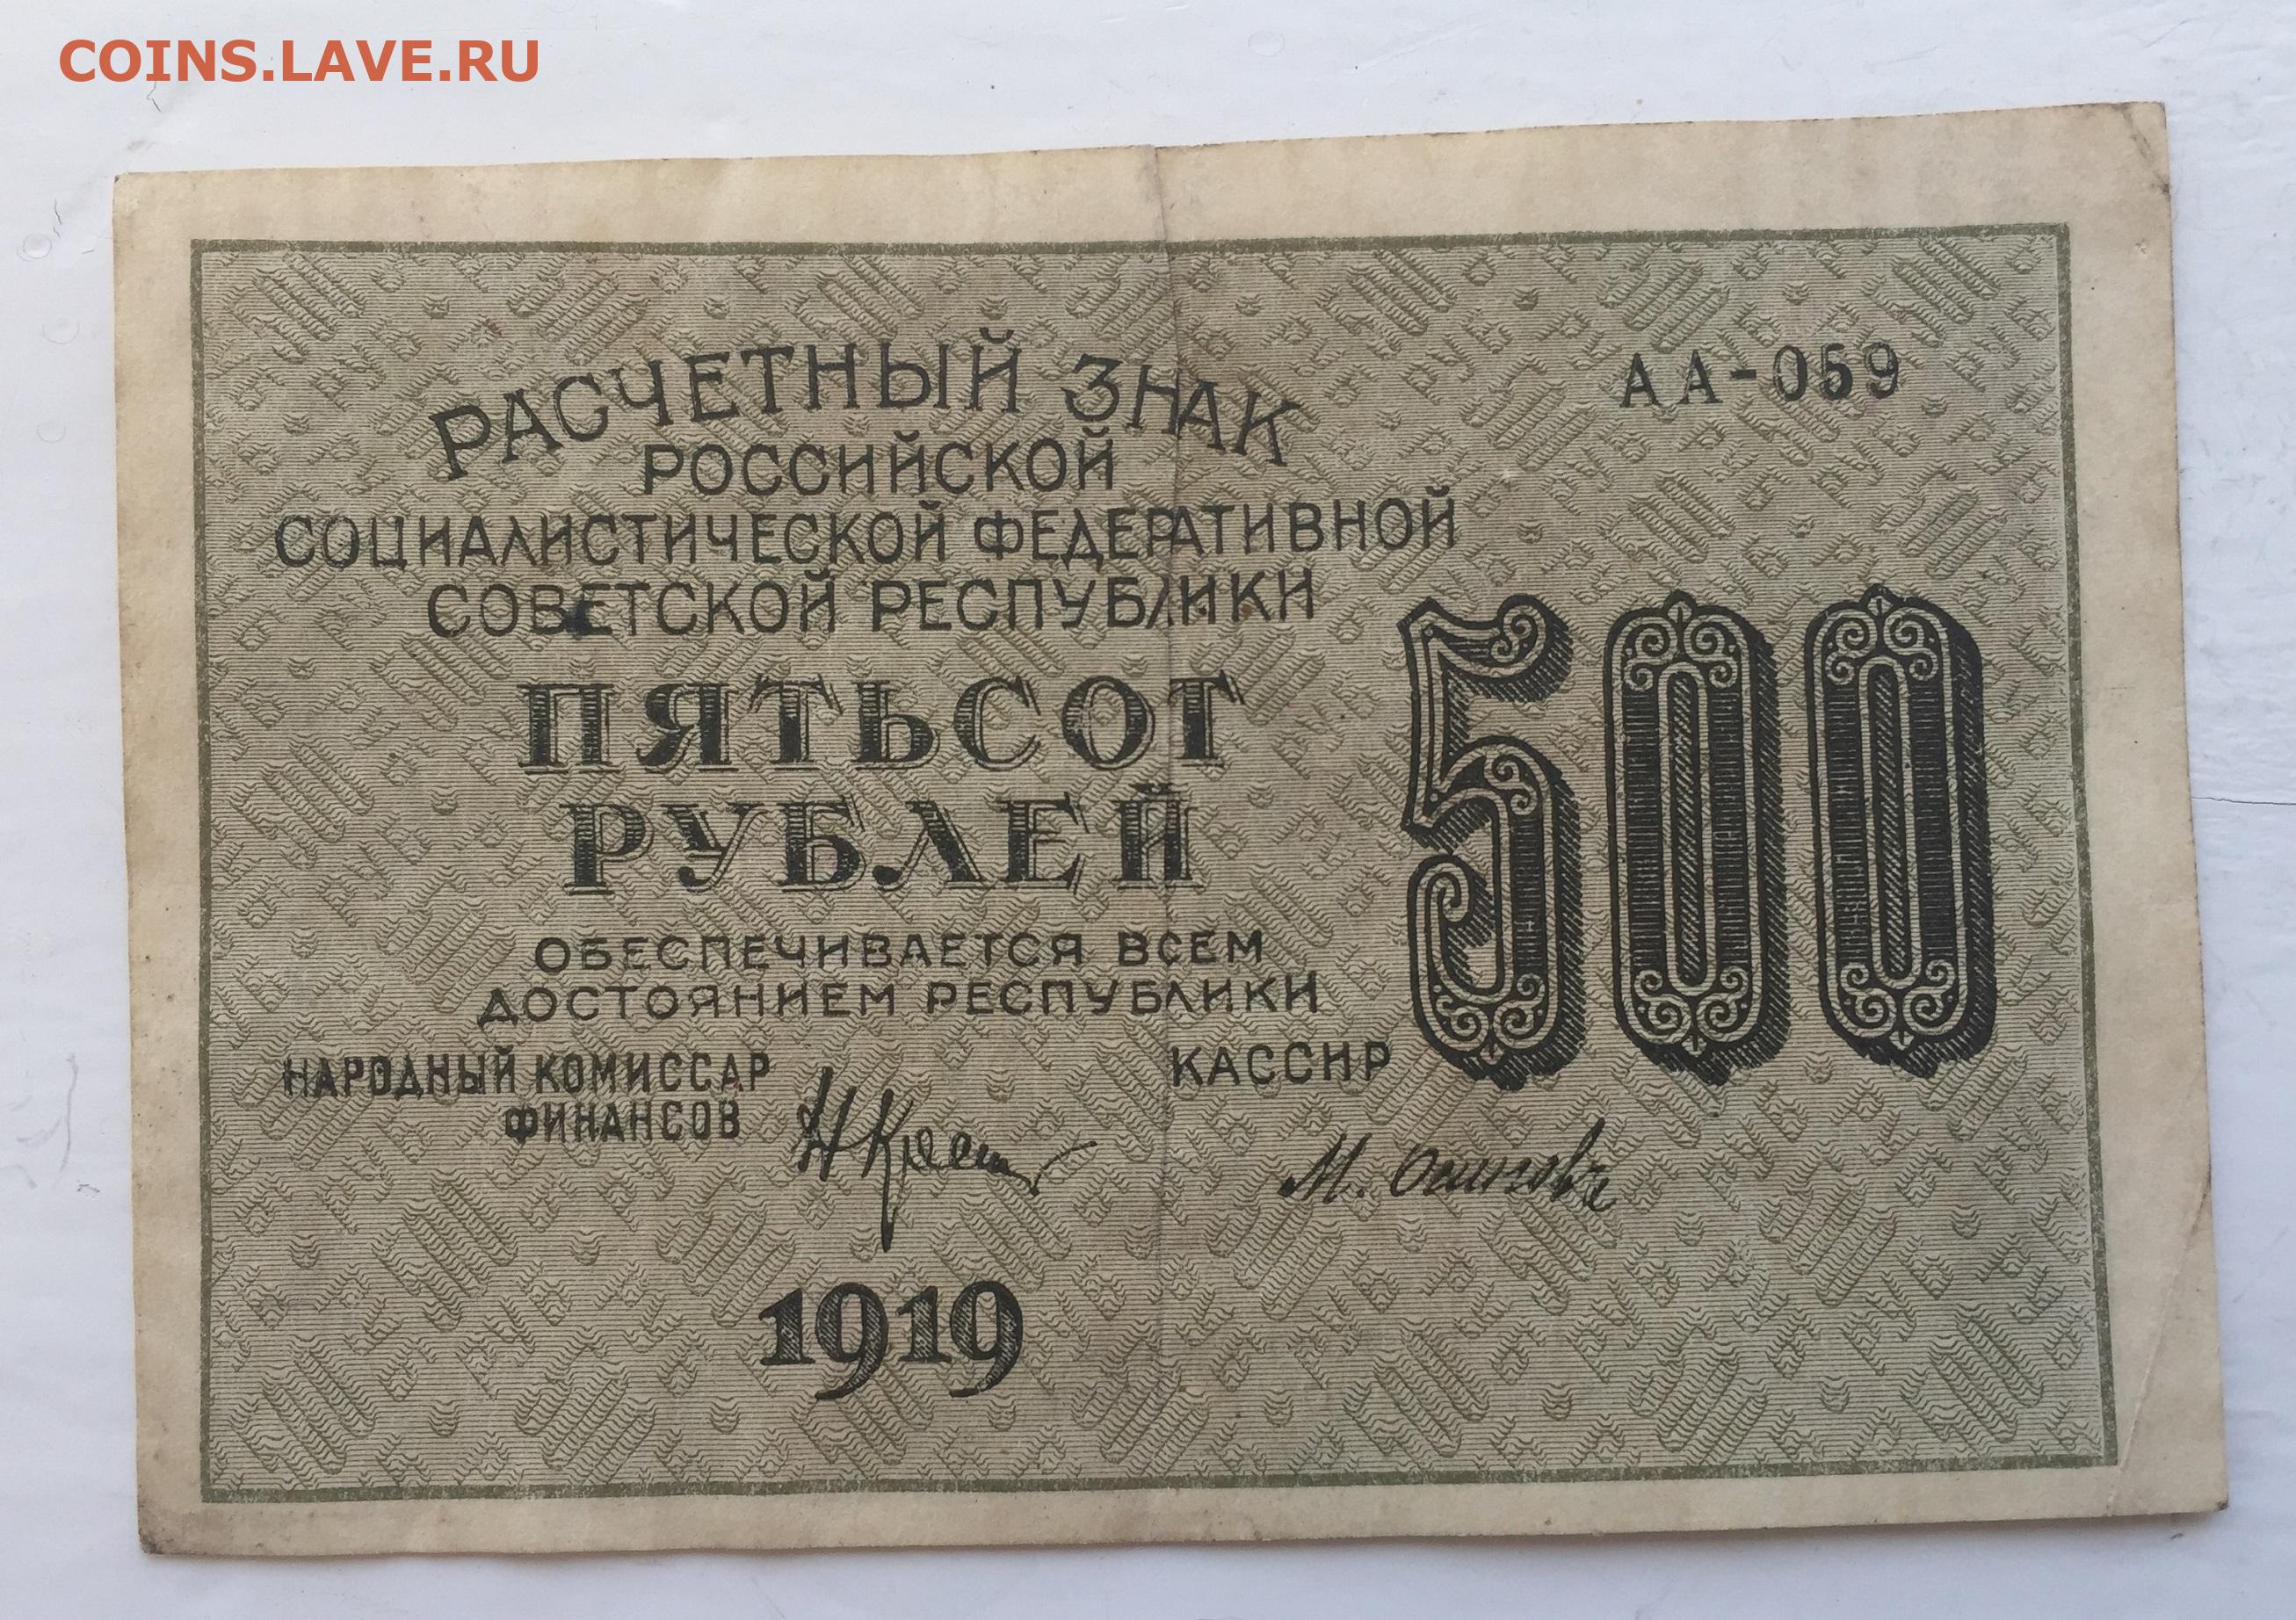 COINS.LAVE.RU
РАСЧЕТНЫЙ ЗНАК
АА-059
РОССИЙСКОЙ
СОЦИАЛИСТИЧЕСКОЙ ФЕДЕРАТИВНОЙ
СОВЕТСКОЙ РЕСПУБЛИКИ
ПЯТЬСОТ
РУБЛЕЙ
500
ОБЕСПЕЧИВАЕТСЯ ВСЕМ
ДОСТОЯНИЕМ РЕСПУБЛИКИ
НАРОДНЫЙ КОМИССАР
ФИНАНСОВ
КАССИР
М. Осипов
1919